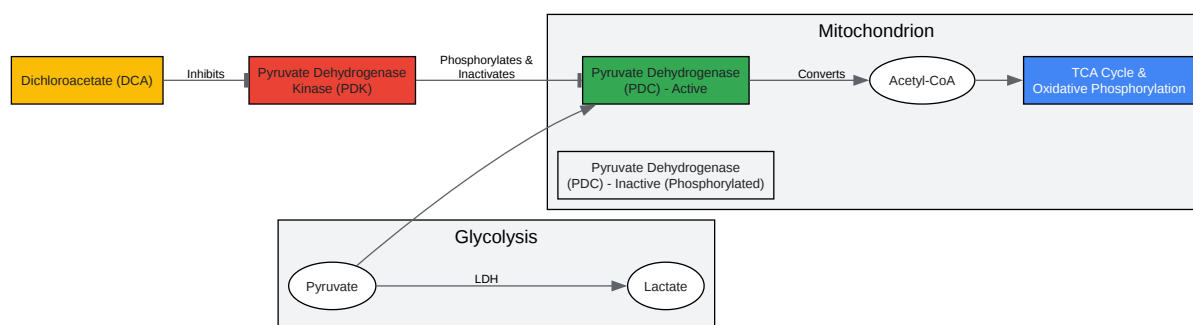 Mitochondrion
Dichloroacetate (DCA)
Inhibits
Pyruvate Dehydrogenase
Kinase (PDK)
Phosphorylates &
Inactivates
Pyruvate Dehydrogenase
(PDC) - Active
Converts
Acetyl-CoA
TCA Cycle &
Oxidative Phosphorylation
Pyruvate Dehydrogenase
(PDC) - Inactive (Phosphorylated)
Glycolysis
Pyruvate
LDH
Lactate